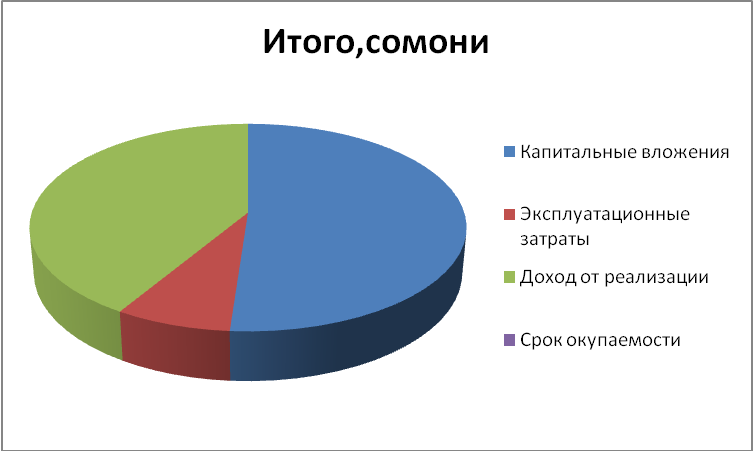 Итого,сомони
Капитальные вложения
Эксплуатационные
затраты
Доход от реализации
Срок окупаемости